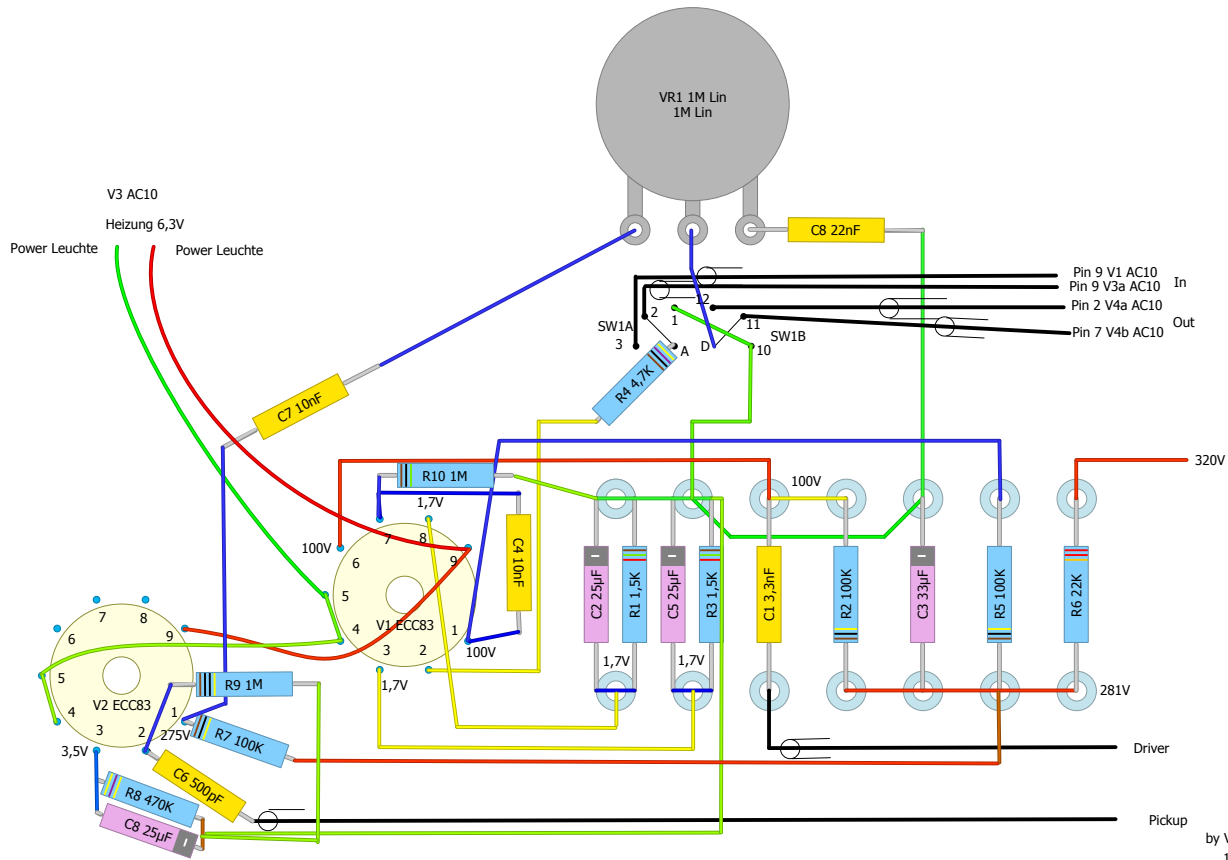 VR1 1M Lin
1M Lin
V3 AC10
Heizung 6,3V
Power Leuchte
Power Leuchte
C8 22nF
Pin 9 V1 AC10
In
Pin 9 V3a AC10
Pin 2 V4a AC10
Out
Pin 7 V4b AC10
12
2
1
11
SW1A
SW1B
3
A
D
10
R4 4,7K
C7 10nF
320V
R10 1M
100V
1,7V
100V
7
8
6
9
5
4
1
3
2
V1 ECC83
C4 10nF
100V
1,7V
C2 25µF
R1 1,5K
C5 25µF
R3 1,5K
C1 3,3nF
R2 100K
C3 33µF
R5 100K
R6 22K
1,7V
1,7V
281V
7
8
6
9
5
4
1
3
2
V2 ECC83
R9 1M
275V
R7 100K
3,5V
C6 500pF
R8 470K
C8 25µF
Driver
Pickup
by V
1